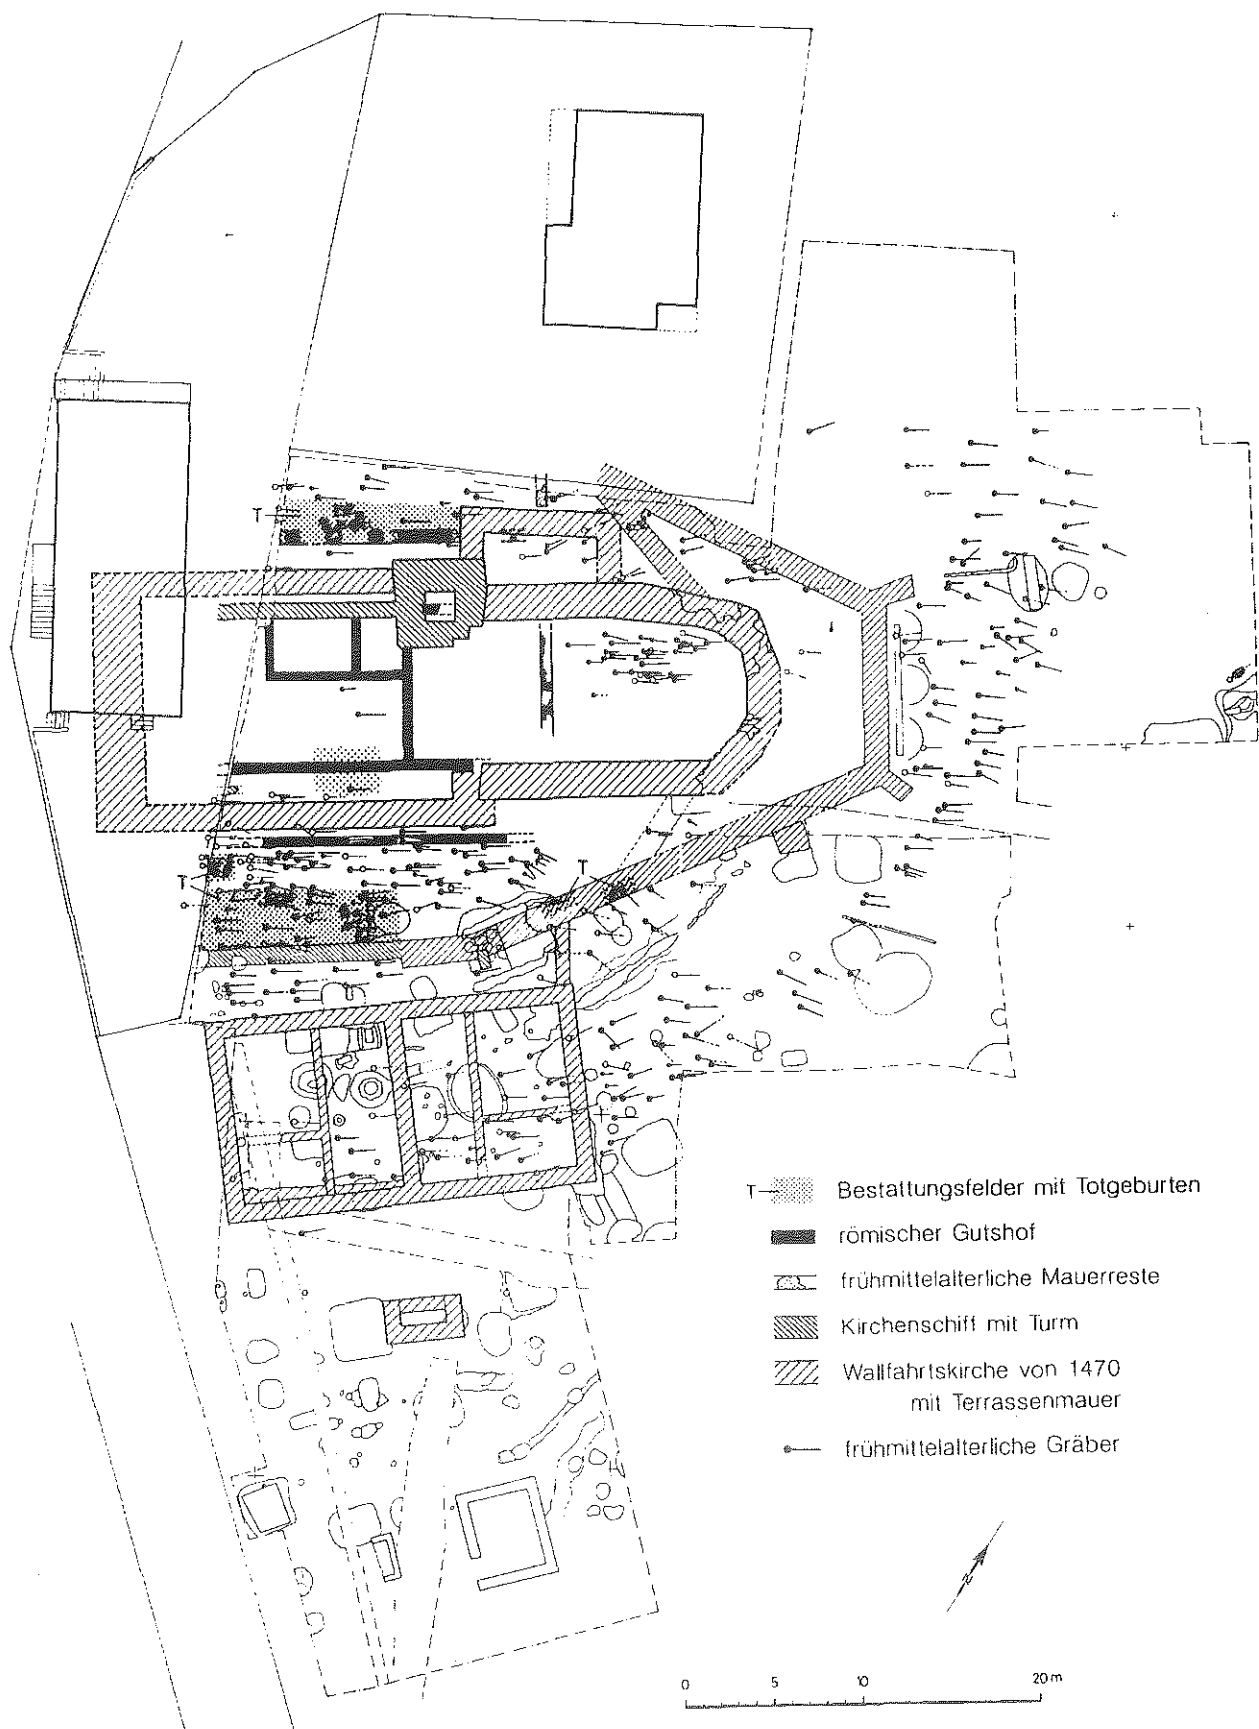 T
T
T
T Bestattungsfelder mit Totgeburten
römischer Gutshof
frühmittelalterliche Mauerreste
Kirchenschiff mit Turm
Wallfahrtskirche von 1470
mit Terrassenmauer
frühmittelalterliche Gräber
N
0 5 10 20 m